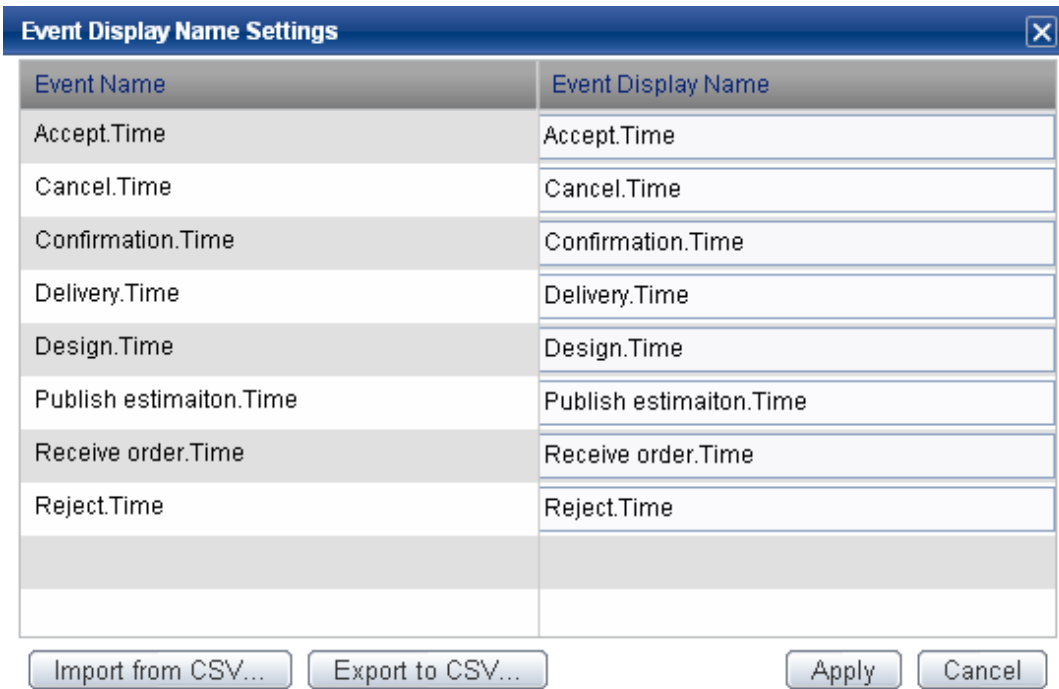 Event Display Name Settings
Event Name Event Display Name
Accept.Time Accept.Time
Cancel.Time Cancel.Time
Confirmation.Time Confirmation.Time
Delivery.Time Delivery.Time
Design.Time Design.Time
Publish estimaiton.Time Publish estimaiton.Time
Receive order.Time Receive order.Time
Reject.Time Reject.Time
Import from CSV... Export to CSV... Apply Cancel